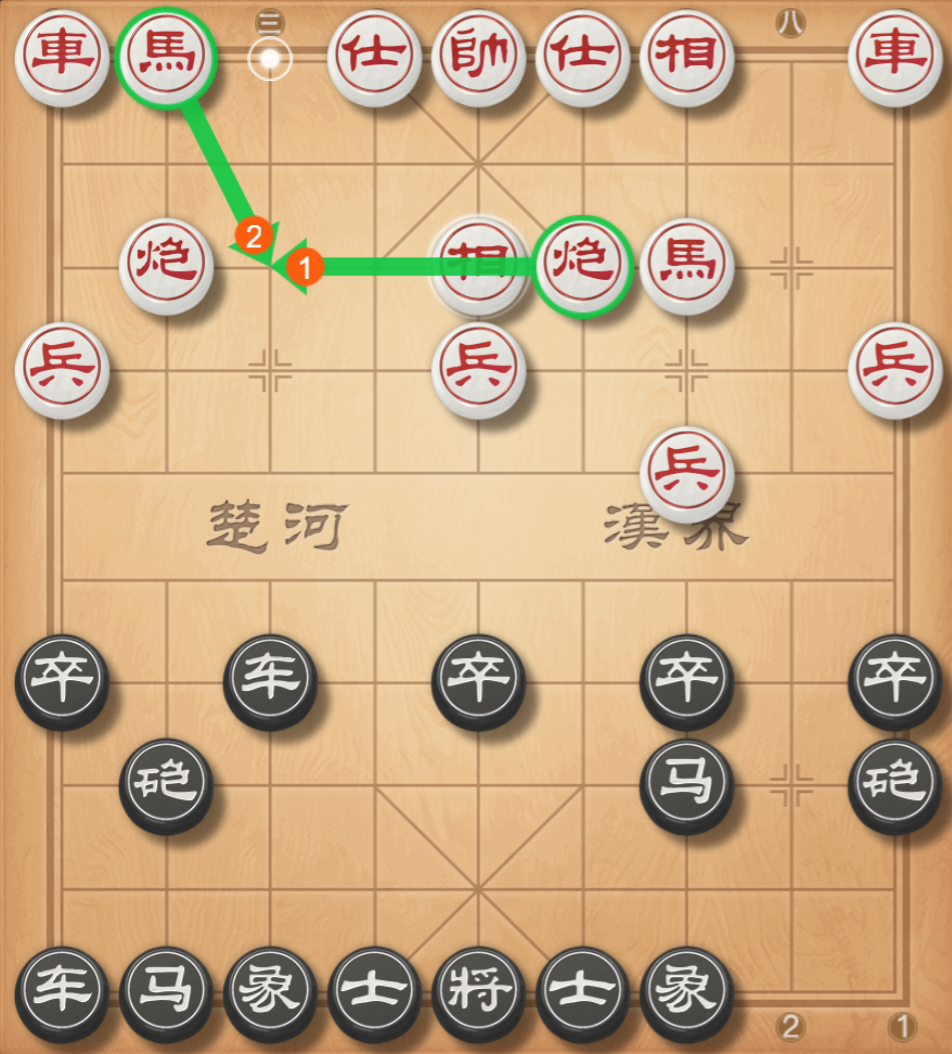 三 八
車 馬 仕 帥 仕 相 車
2
1
炮 相 炮 馬
兵 兵 兵
兵
楚河 漢界
卒 车 卒 卒 卒
砲 马 砲
车 马 象 士 将 士 象
2 1